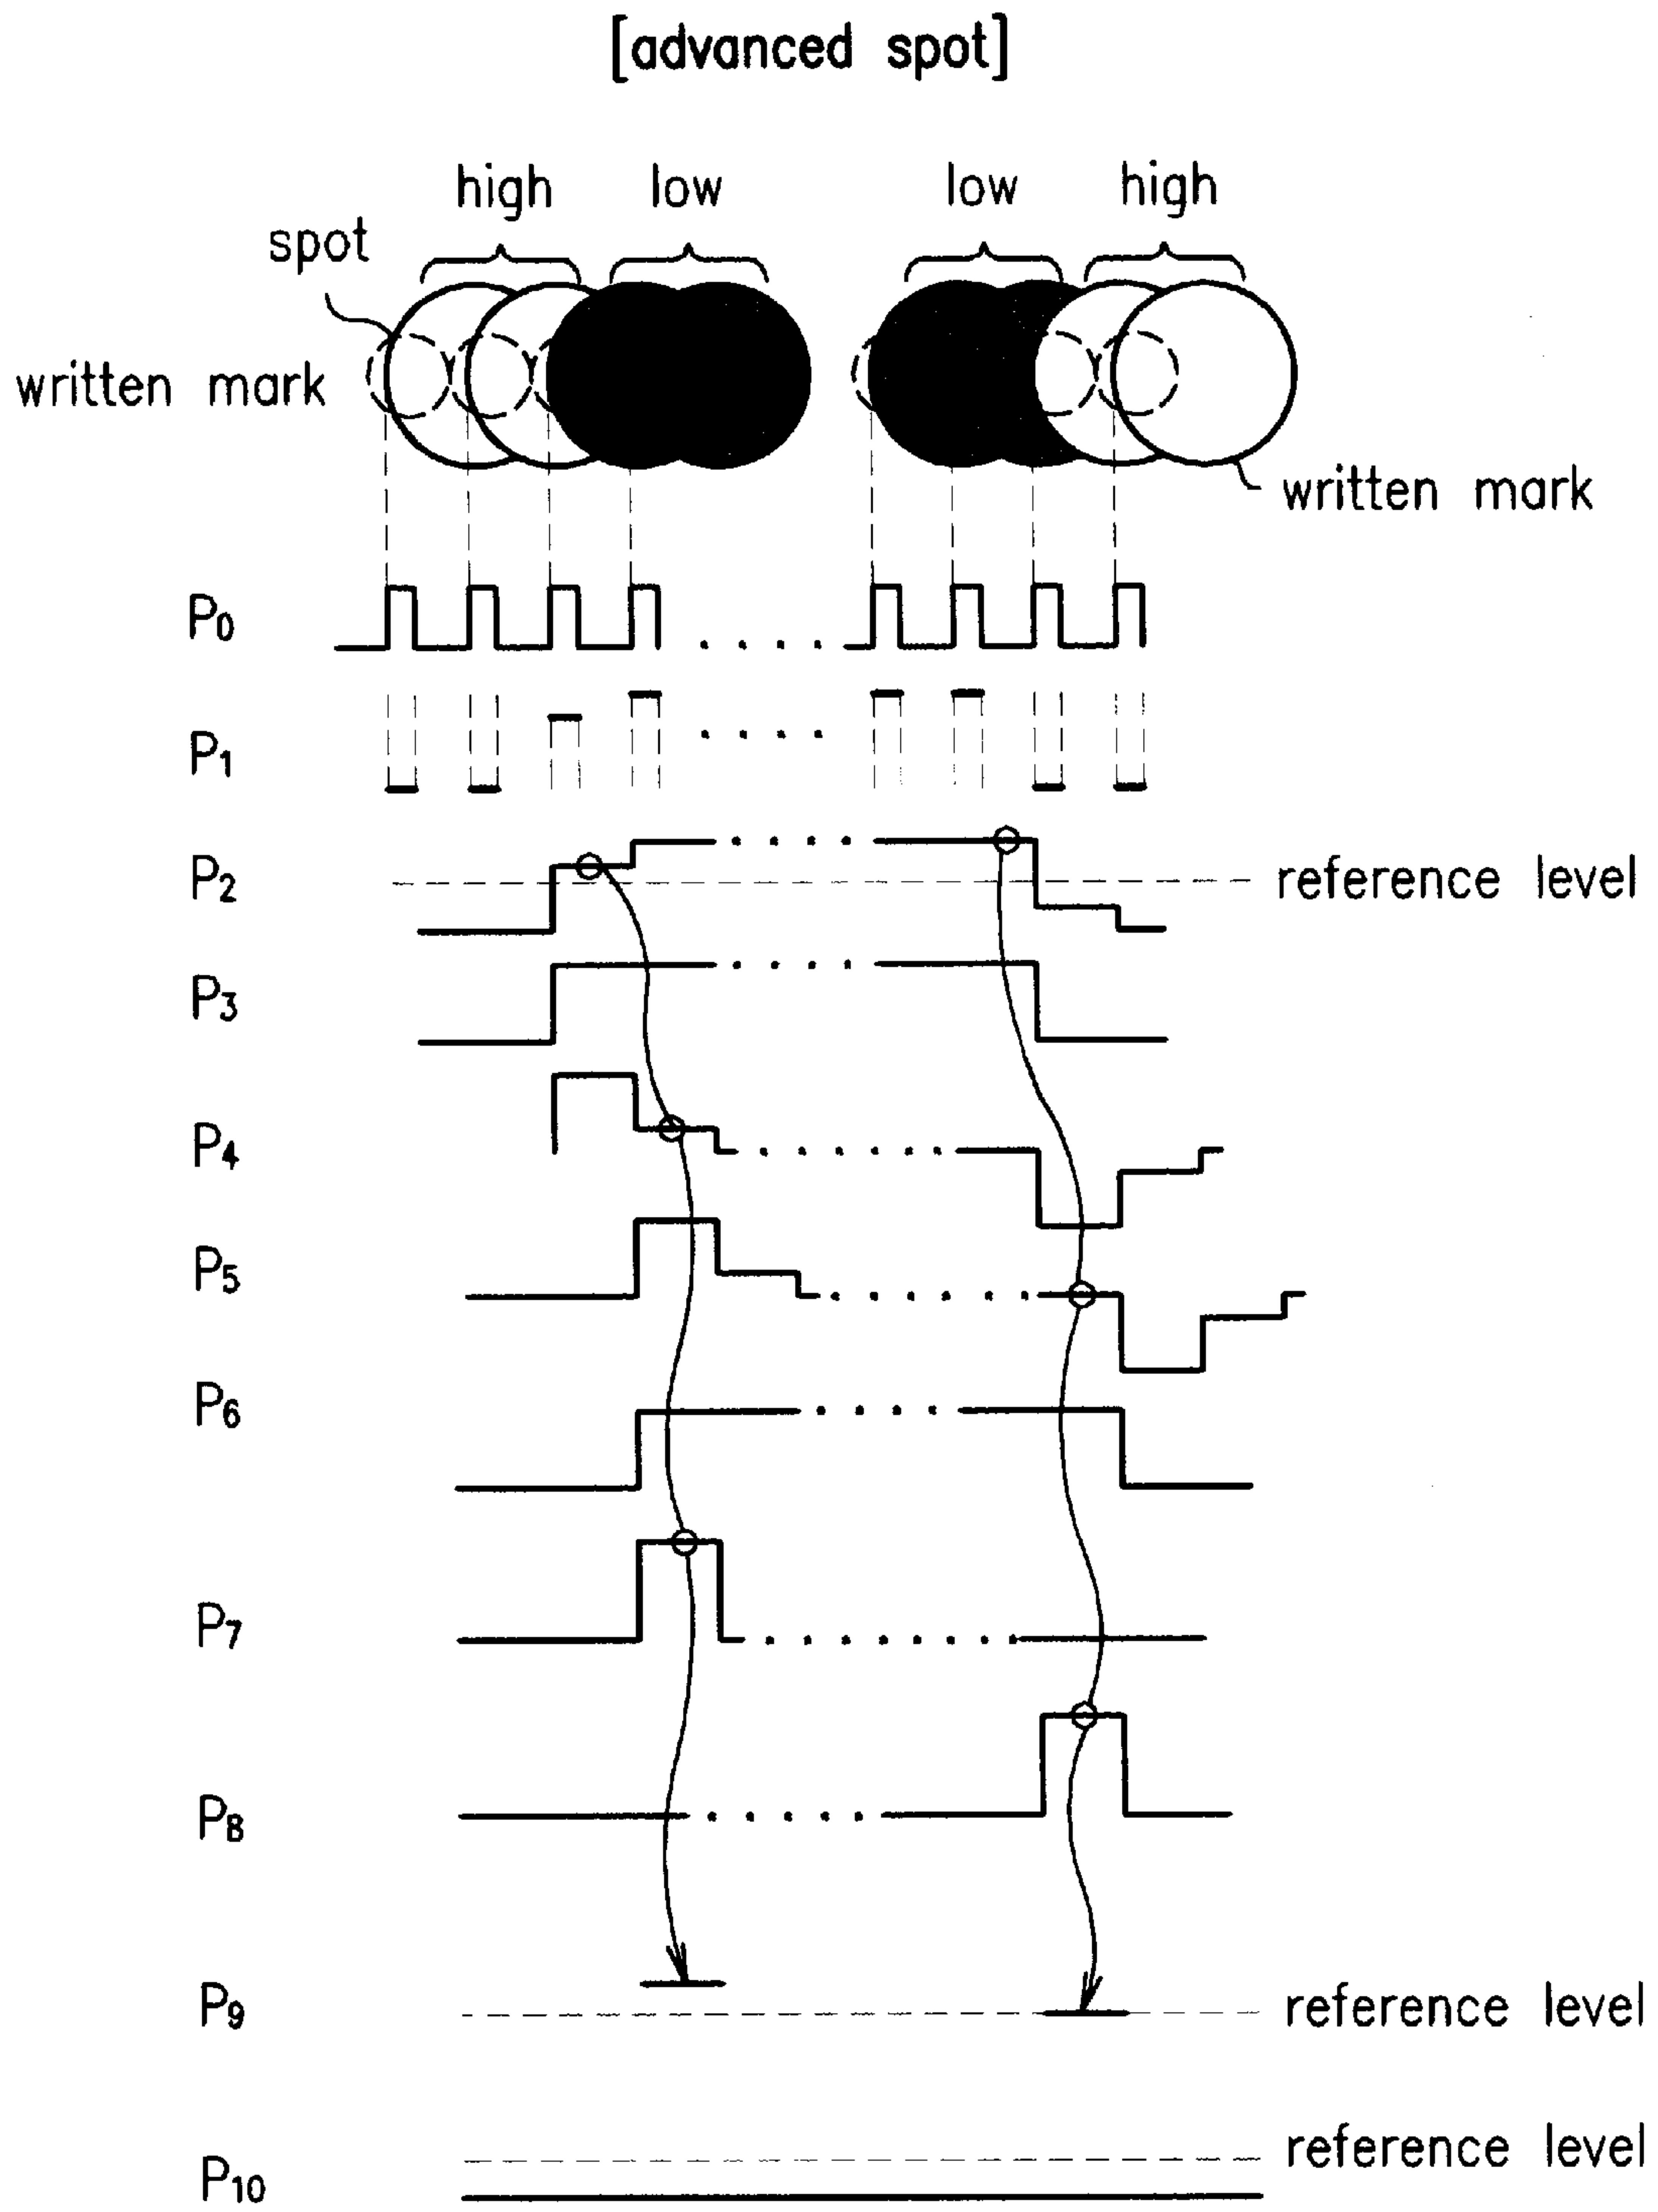 [advanced spot]
high low low high
spot
written mark
written mark
P0
P1
P2 reference level
P3
P4
P5
P6
P7
P8
P9 reference level
reference level
P10